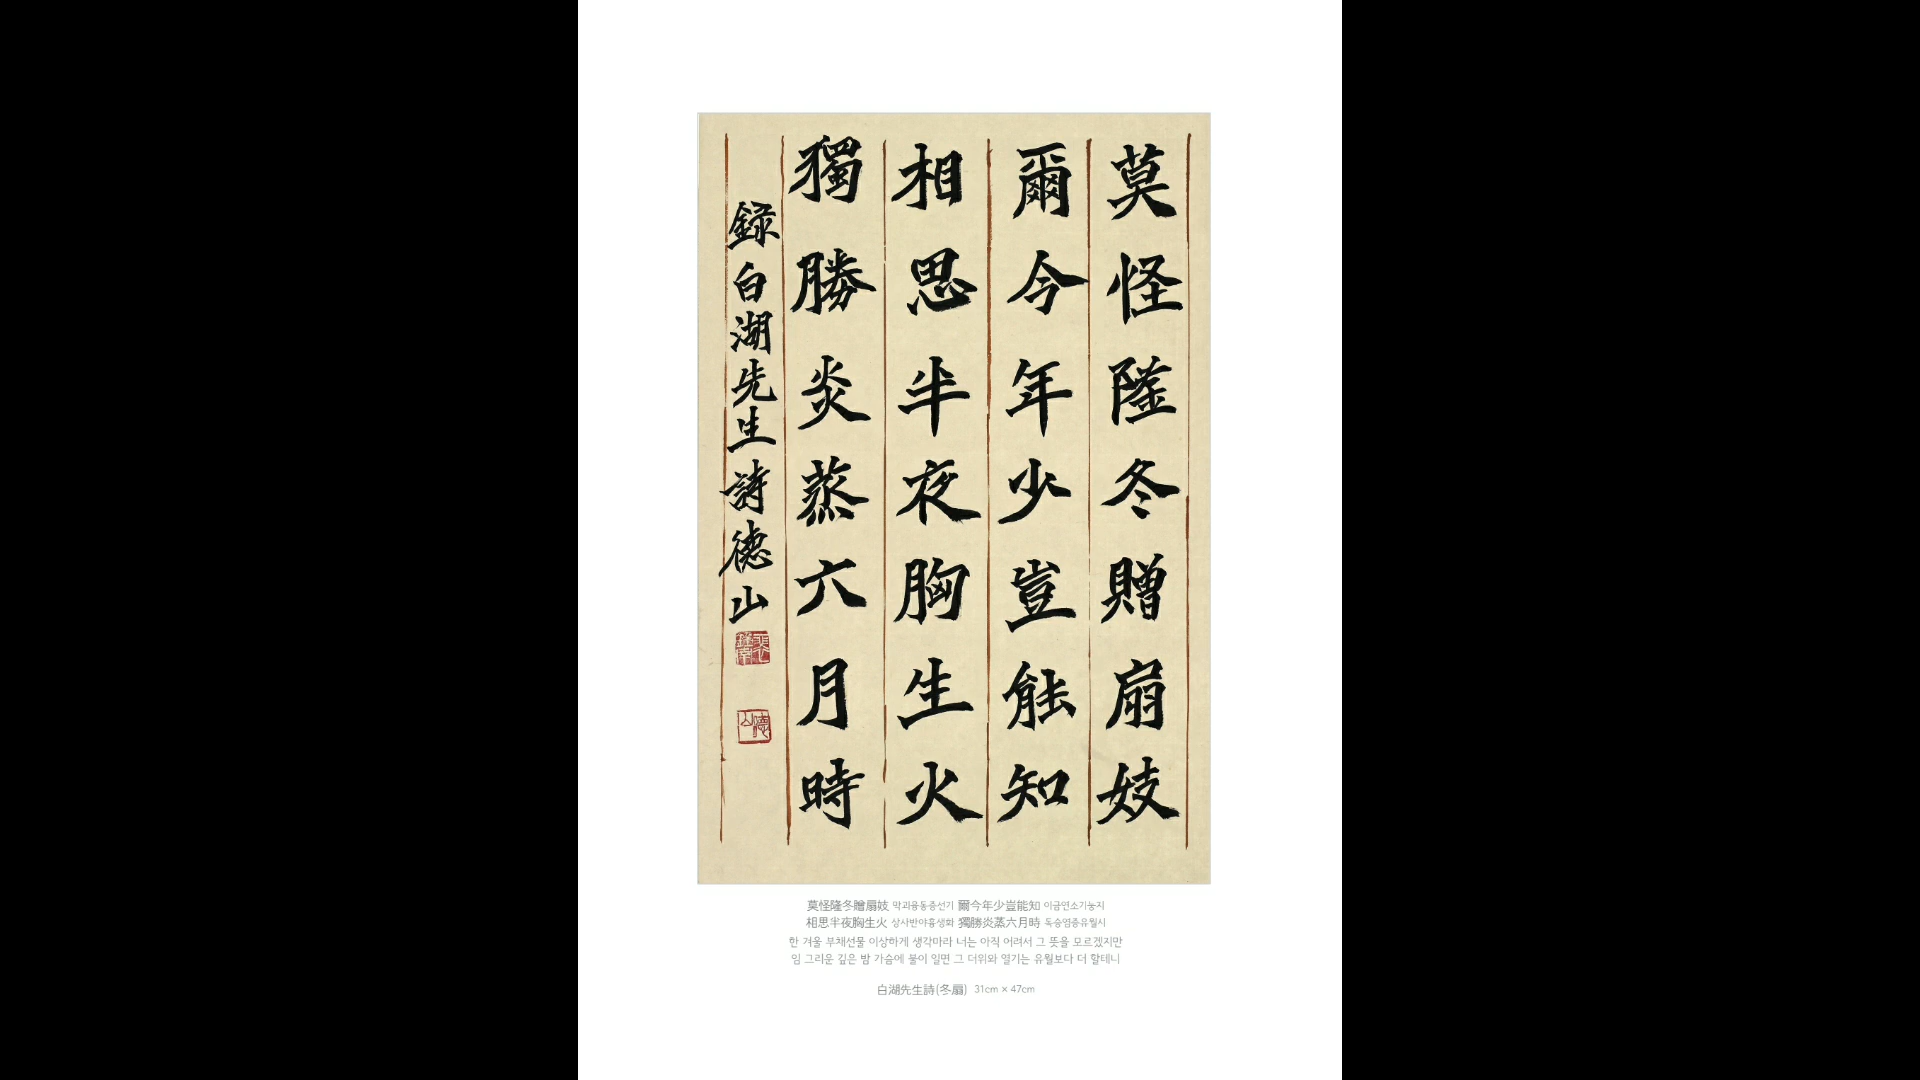 莫怪隆冬贈扇妓
爾今年少豈能知
相思半夜胸生火
獨勝炎蒸六月時
録白湖先生詩德山
莫怪隆冬贈扇妓 막괴융동증선기 爾今年少豈能知 이금연소기능지
相思半夜胸生火 상사반야흉생화 獨勝炎蒸六月時 독승염증유월시
한 겨울 부채선물 이상하게 생각마라 너는 아직 어려서 그 뜻을 모르겠지만
임 그리운 깊은 밤 가슴에 불이 일면 그 더위와 열기는 유월보다 더 할테니
白湖先生詩(冬扇) 31cm × 47cm